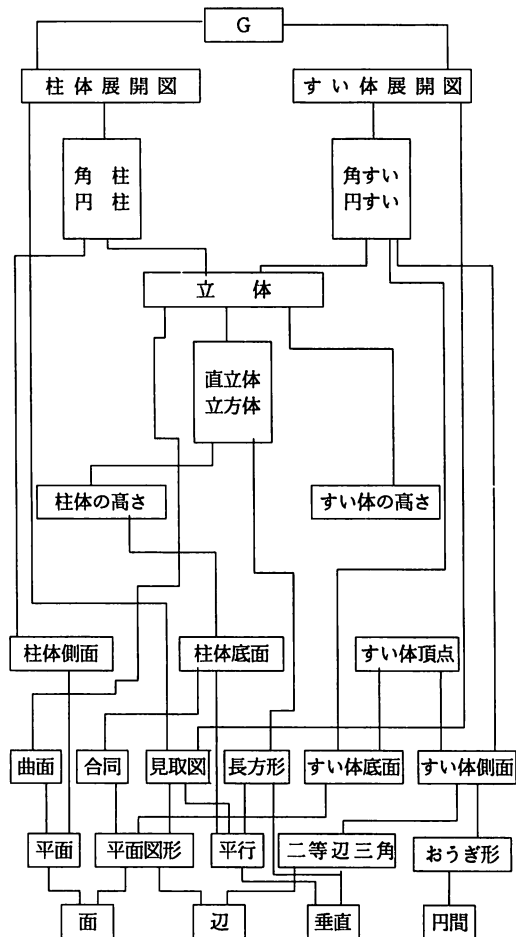 G
柱体展開図
すい体展開図
角柱
円柱
角すい
円すい
立体
直立体
立方体
柱体の高さ
すい体の高さ
柱体側面
柱体底面
すい体頂点
曲面
合同
見取図
長方形
すい体底面
すい体側面
平面
平面図形
平行
二等辺三角
おうぎ形
面
辺
垂直
円間